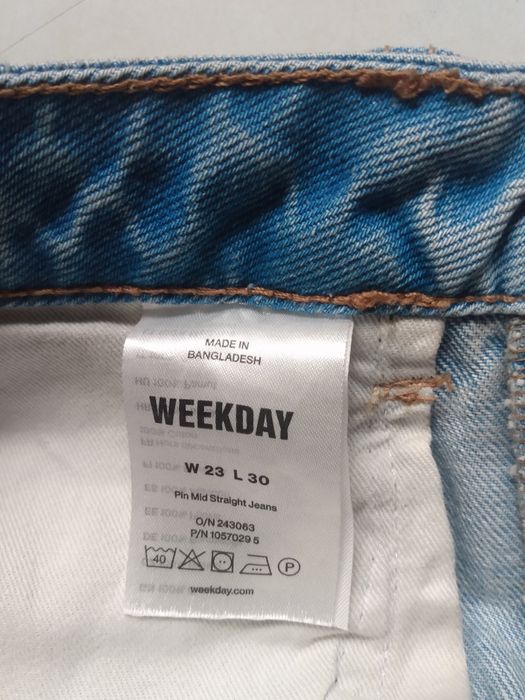 MADE IN
BANGLADESH
WEEKDAY
W 23 L 30
Pin Mid Straight Jeans
O/N 243063
P/N 1057029 5
40
P
weekday.com